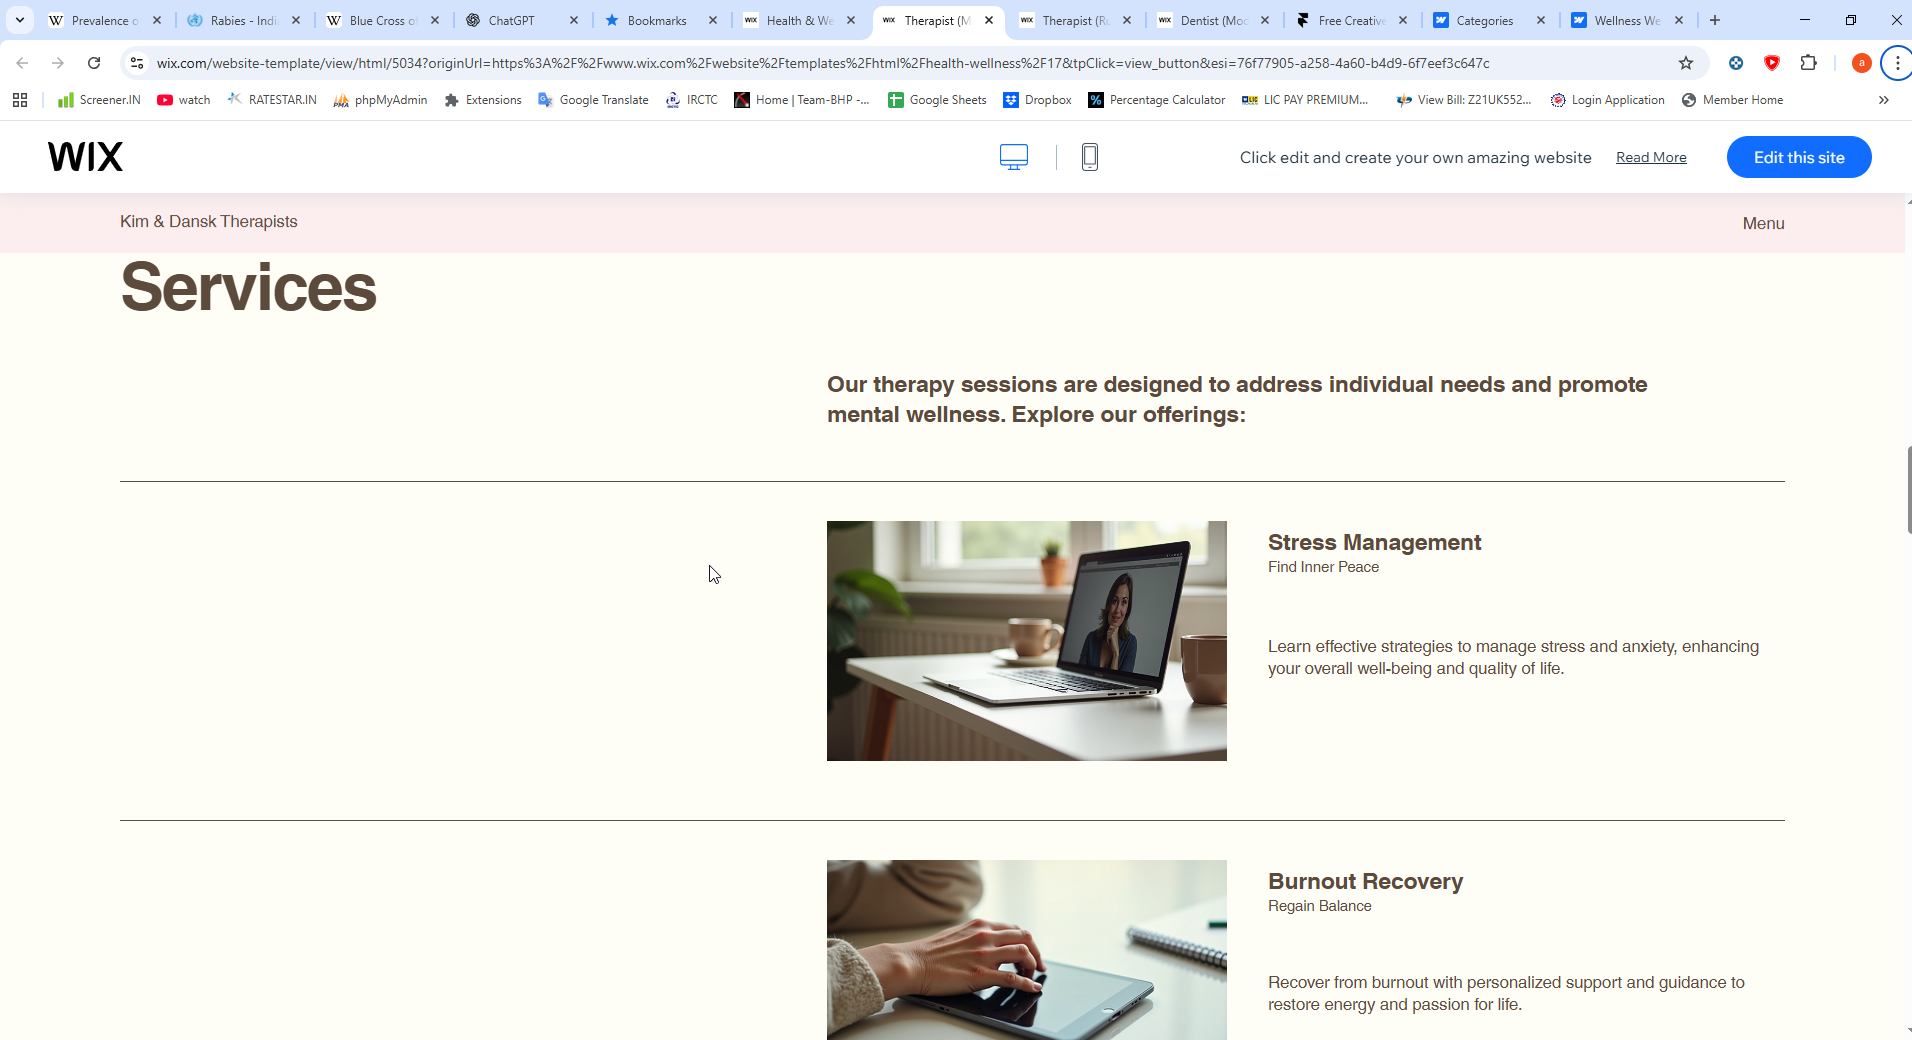 Prevalence o
Rabies - Indi
Blue Cross of
ChatGPT
Bookmarks
Health & We
Therapist (M
Therapist (Ru
Dentist (Mod
Free Creative
Categories
Wellness We
wix.com/website-template/view/html/5034?originUrl=https%3A%2F%2Fwww.wix.com%2Fwebsite%2Ftemplates%2Fhtml%2Fhealth-wellness%2F17&tpClick=view_button&esi=76f77905-a258-4a60-b4d9-6f7eef3c647c
a
Screener.IN
watch
RATESTAR.IN
phpMyAdmin
Extensions
Google Translate
IRCTC
Home | Team-BHP -...
Google Sheets
Dropbox
Percentage Calculator
LIC PAY PREMIUM...
View Bill: Z21UK552...
Login Application
Member Home
WIX
Click edit and create your own amazing website
Read More
Edit this site
Kim & Dansk Therapists
Menu
Services
Our therapy sessions are designed to address individual needs and promote
mental wellness. Explore our offerings:
Stress Management
Find Inner Peace
Learn effective strategies to manage stress and anxiety, enhancing
your overall well-being and quality of life.
Burnout Recovery
Regain Balance
Recover from burnout with personalized support and guidance to
restore energy and passion for life.